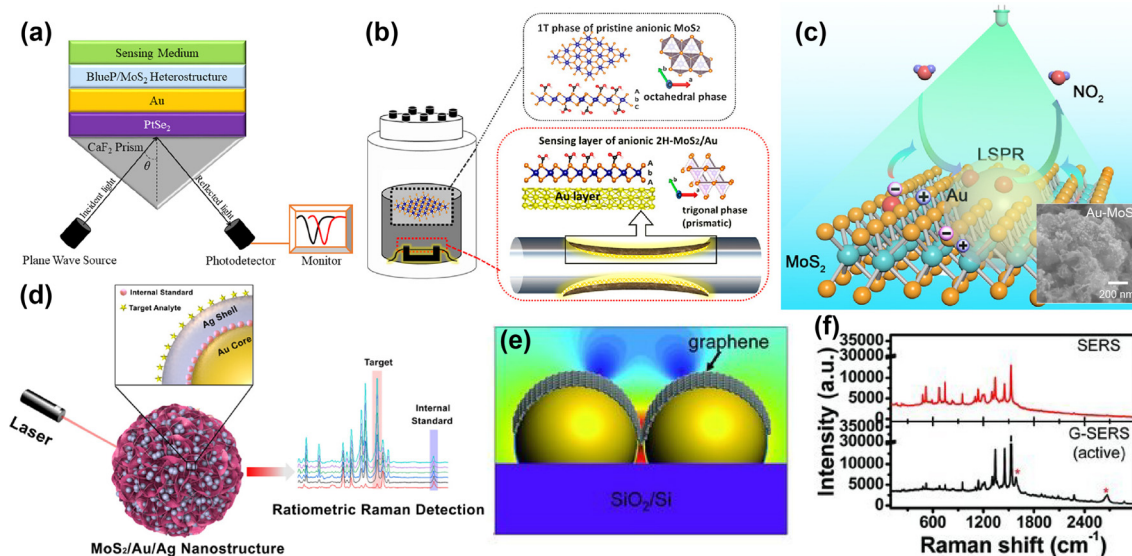 (a)
Sensing Medium
BlueP/MoS₂ Heterostructure
Au
PtSe₂
CaF₂ Prism
θ
Incident light
Reflected light
Plane Wave Source
Photodetector
Monitor
(b)
1T phase of pristine anionic MoS₂
b
a
octahedral phase
A
b
C
Sensing layer of anionic 2H-MoS₂/Au
A
b
A
Au layer
b
a
trigonal phase
(prismatic)
(c)
NO₂
LSPR
Au
MoS₂
Au-MoS
200 nm
(d)
Internal Standard
Target Analyte
Ag Shell
Au Core
Laser
Target
Internal
Standard
Ratiometric Raman Detection
MoS₂/Au/Ag Nanostructure
(e)
graphene
SiO₂/Si
(f)
Intensity (a.u.)
35000
30000
10000
5000
0
SERS
35000
30000
10000
5000
0
G-SERS
(active)
*
*
600
1200
1800
2400
Raman shift (cm⁻¹)